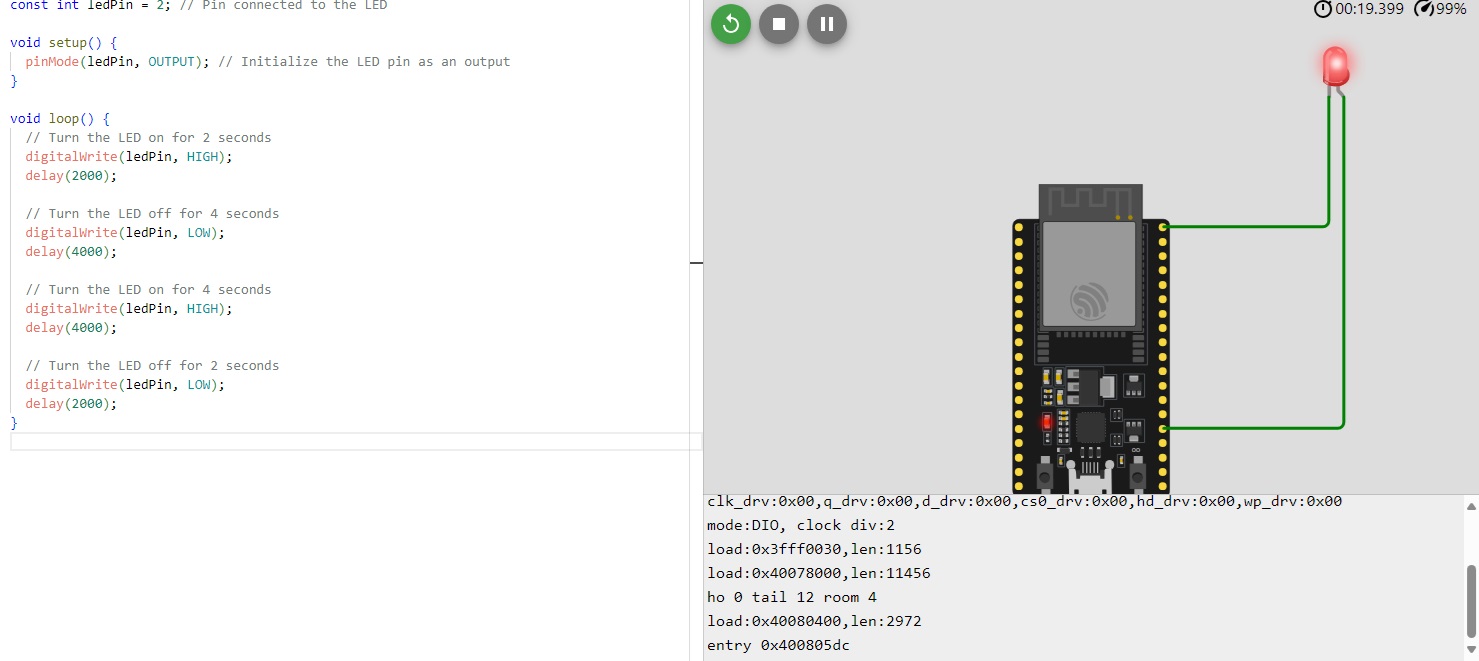 const int ledPin = 2; // Pin connected to the LED
void setup() {
pinMode(ledPin, OUTPUT); // Initialize the LED pin as an output
}
void loop() {
// Turn the LED on for 2 seconds
digitalWrite(ledPin, HIGH);
delay(2000);
// Turn the LED off for 4 seconds
digitalWrite(ledPin, LOW);
delay(4000);
// Turn the LED on for 4 seconds
digitalWrite(ledPin, HIGH);
delay(4000);
// Turn the LED off for 2 seconds
digitalWrite(ledPin, LOW);
delay(2000);
}
00:19.399 99%
clk_drv:0x00,q_drv:0x00,d_drv:0x00,cs0_drv:0x00,hd_drv:0x00,wp_drv:0x00
mode:DIO, clock div:2
load:0x3fff0030,len:1156
load:0x40078000,len:11456
ho 0 tail 12 room 4
load:0x40080400,len:2972
entry 0x400805dc